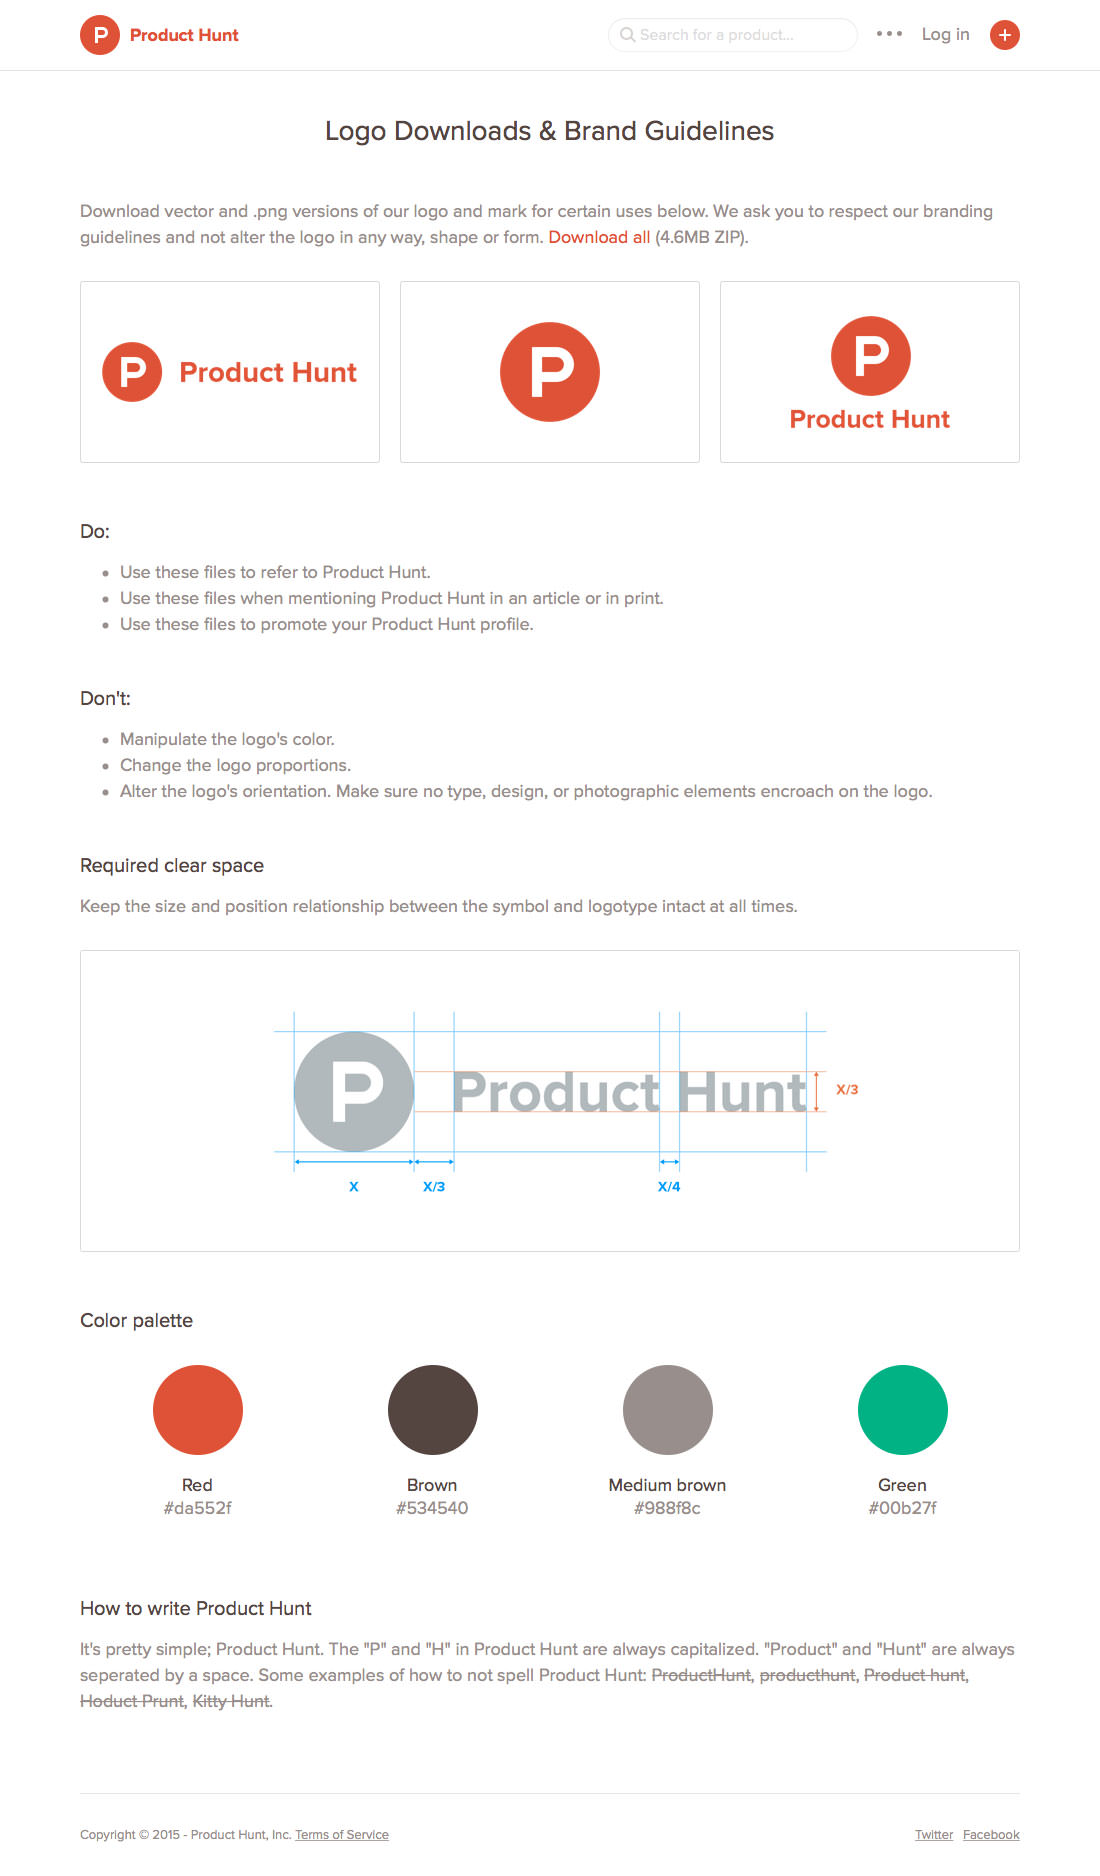 P Product Hunt
Search for a product...
Log in
Logo Downloads & Brand Guidelines
Download vector and .png versions of our logo and mark for certain uses below. We ask you to respect our branding
guidelines and not alter the logo in any way, shape or form. Download all (4.6MB ZIP).
P Product Hunt
P
P
Product Hunt
Do:
Use these files to refer to Product Hunt.
Use these files when mentioning Product Hunt in an article or in print.
Use these files to promote your Product Hunt profile.
Don't:
Manipulate the logo's color.
Change the logo proportions.
Alter the logo's orientation. Make sure no type, design, or photographic elements encroach on the logo.
Required clear space
Keep the size and position relationship between the symbol and logotype intact at all times.
P Product Hunt
X/3
X
X/3
X/4
Color palette
Red
#da552f
Brown
#534540
Medium brown
#988f8c
Green
#00b27f
How to write Product Hunt
It's pretty simple; Product Hunt. The "P" and "H" in Product Hunt are always capitalized. "Product" and "Hunt" are always
seperated by a space. Some examples of how to not spell Product Hunt: ProductHunt, producthunt, Product hunt,
Hoduct Prunt, Kitty Hunt.
Copyright © 2015 - Product Hunt, Inc. Terms of Service
Twitter Facebook